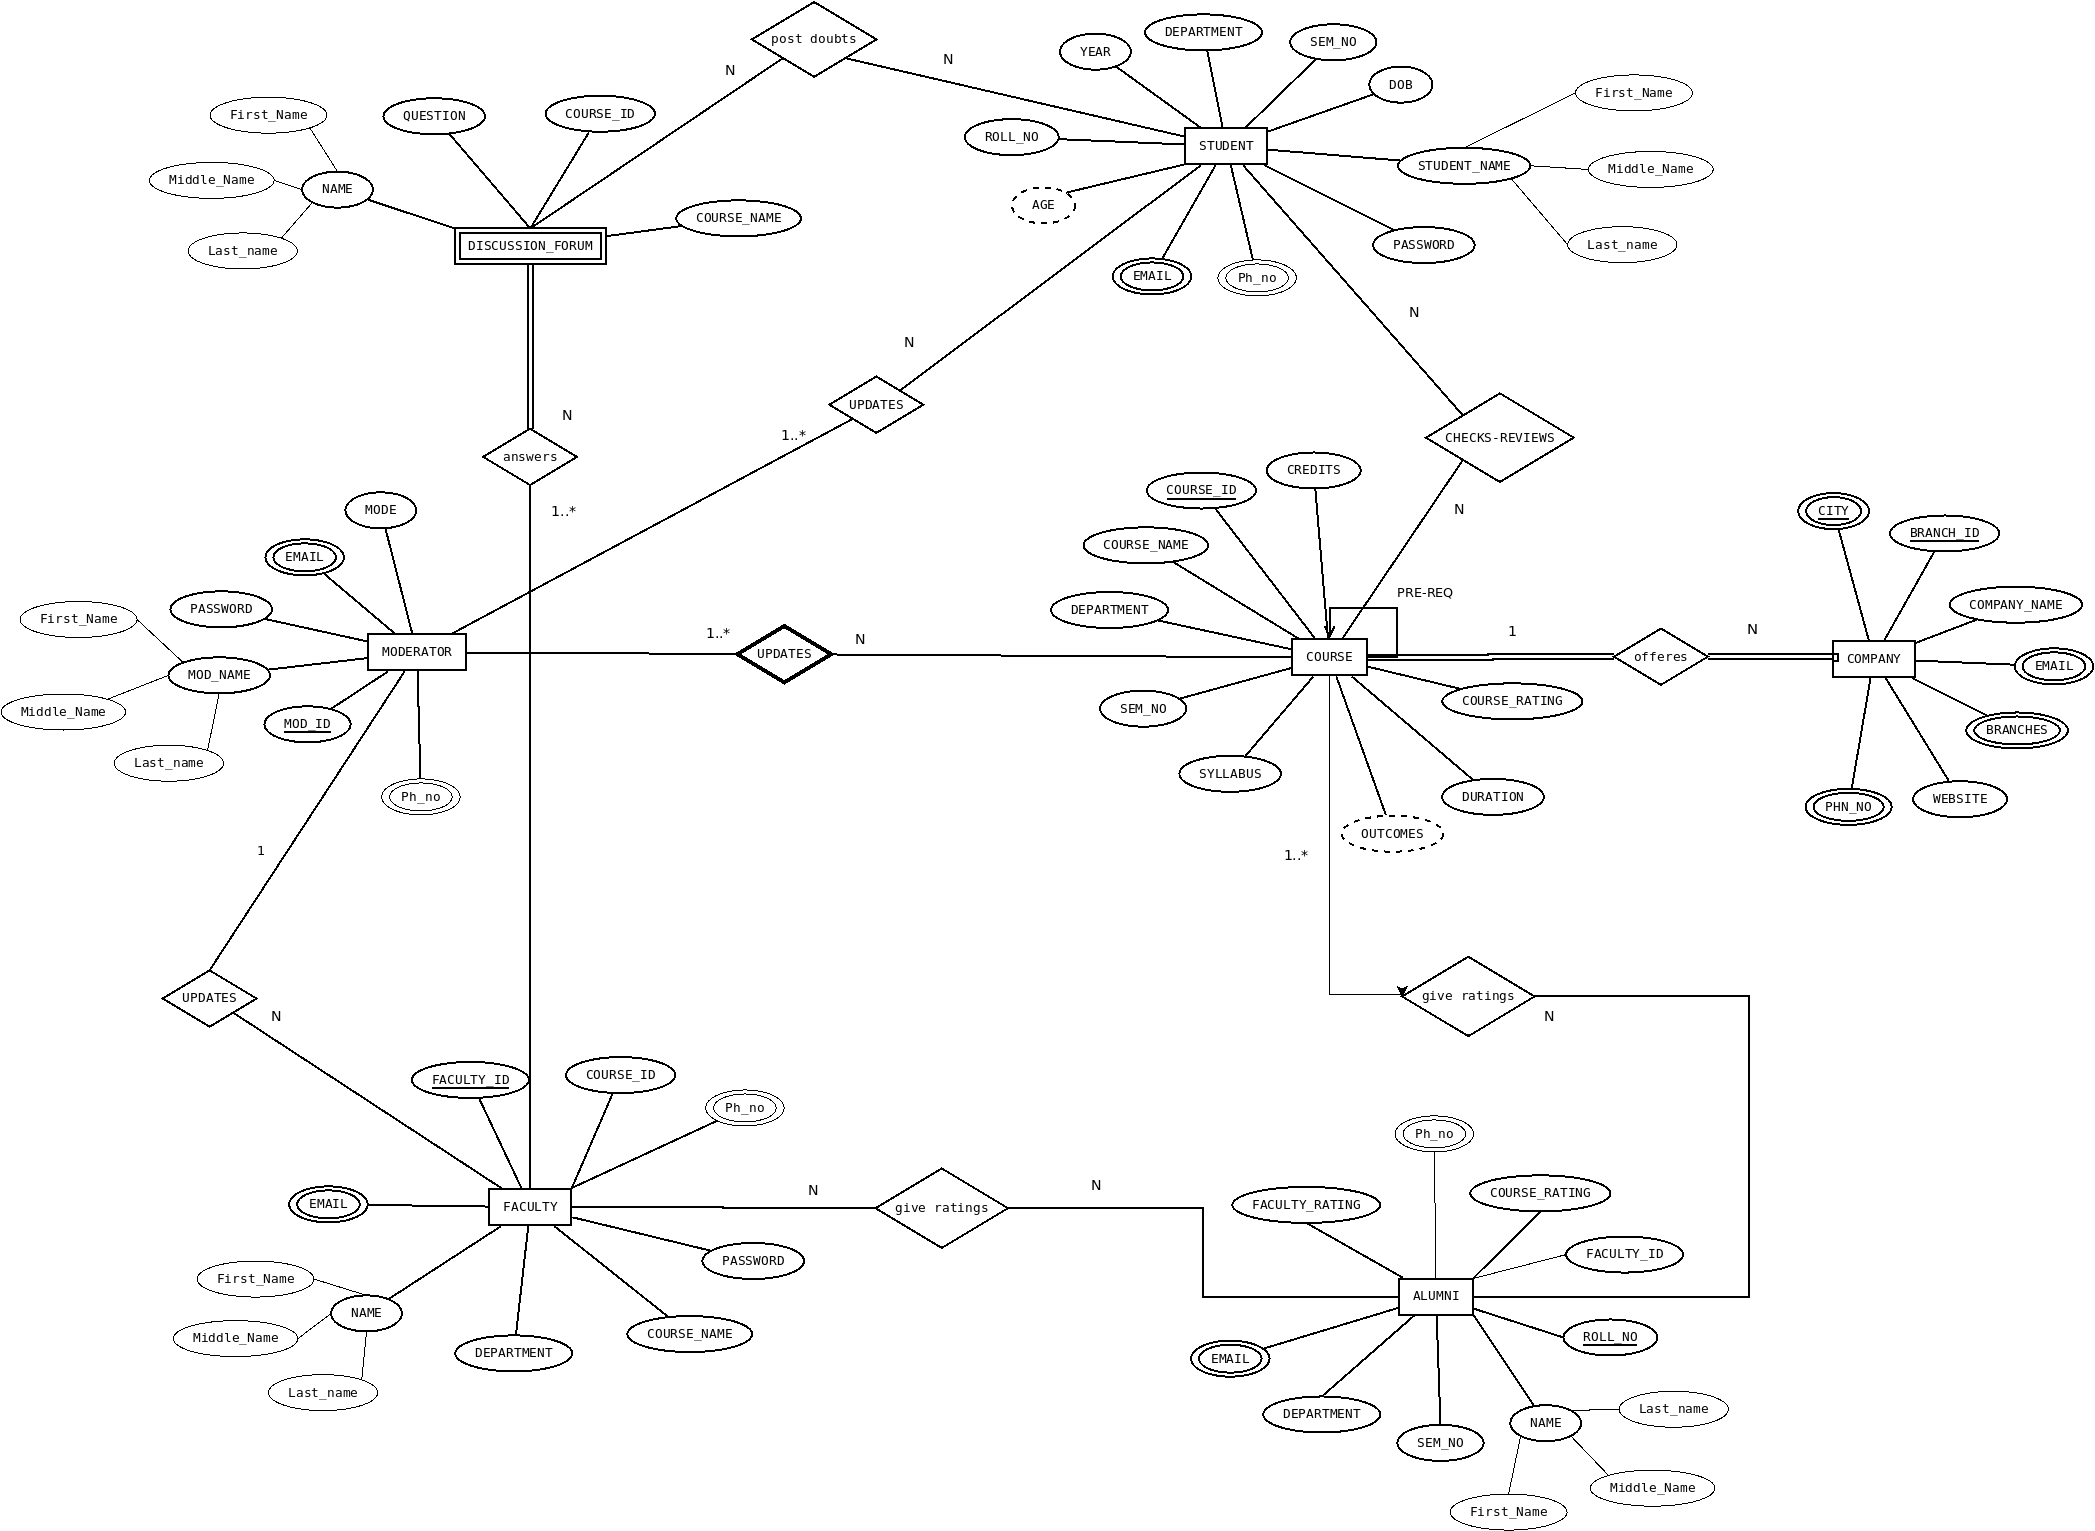 post doubts
N
N
YEAR
DEPARTMENT
SEM_NO
DOB
First_Name
ROLL_NO
STUDENT
STUDENT_NAME
Middle_Name
AGE
EMAIL
Ph_no
PASSWORD
Last_name
First_Name
QUESTION
COURSE_ID
Middle_Name
NAME
Last_name
DISCUSSION_FORUM
COURSE_NAME
N
N
UPDATES
1..*
CHECKS-REVIEWS
N
N
answers
1..*
MODE
EMAIL
PASSWORD
First_Name
MODERATOR
MOD_NAME
Middle_Name
MOD_ID
Last_name
Ph_no
1..*
UPDATES
N
CREDITS
COURSE_ID
COURSE_NAME
DEPARTMENT
PRE-REQ
COURSE
SEM_NO
COURSE_RATING
SYLLABUS
DURATION
OUTCOMES
1
offeres
N
CITY
BRANCH_ID
COMPANY_NAME
COMPANY
EMAIL
BRANCHES
PHN_NO
WEBSITE
1
UPDATES
N
1..*
give ratings
N
FACULTY_ID
COURSE_ID
Ph_no
EMAIL
FACULTY
PASSWORD
First_Name
NAME
Middle_Name
Last_name
DEPARTMENT
COURSE_NAME
N
give ratings
N
Ph_no
FACULTY_RATING
COURSE_RATING
FACULTY_ID
ALUMNI
ROLL_NO
EMAIL
DEPARTMENT
SEM_NO
NAME
Last_name
Middle_Name
First_Name